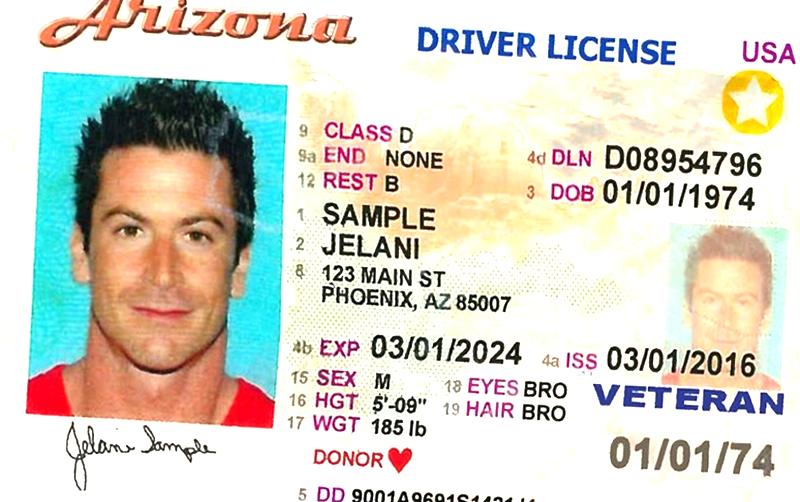 Arizona
DRIVER LICENSE USA
9 CLASS D
9a END NONE 4d DLN D08954796
12 REST B 3 DOB 01/01/1974
1 SAMPLE
2 JELANI
8 123 MAIN ST
PHOENIX, AZ 85007
4b EXP 03/01/2024 4a ISS 03/01/2016
15 SEX M 18 EYES BRO
16 HGT 5'-09" 19 HAIR BRO
VETERAN
17 WGT 185 lb
Jelani Sample
DONOR
01/01/74
5 DD